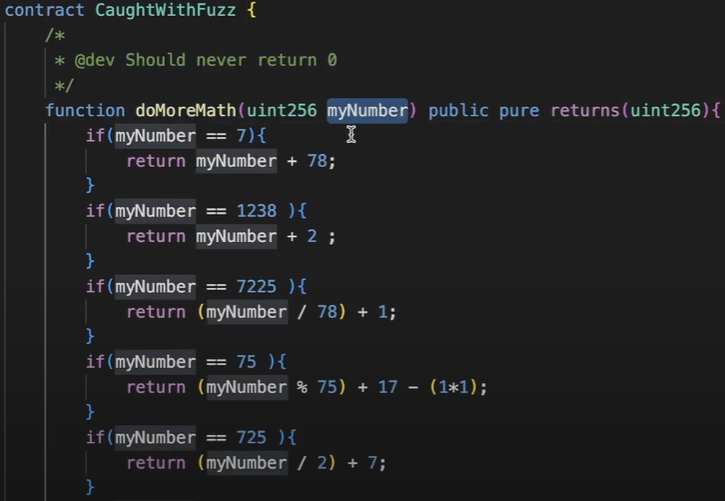 contract CaughtWithFuzz {
/*
* @dev Should never return 0
*/
function doMoreMath(uint256 myNumber) public pure returns(uint256){
if(myNumber == 7){
return myNumber + 78;
}
if(myNumber == 1238 ){
return myNumber + 2 ;
}
if(myNumber == 7225 ){
return (myNumber / 78) + 1;
}
if(myNumber == 75 ){
return (myNumber % 75) + 17 - (1*1);
}
if(myNumber == 725 ){
return (myNumber / 2) + 7;
}